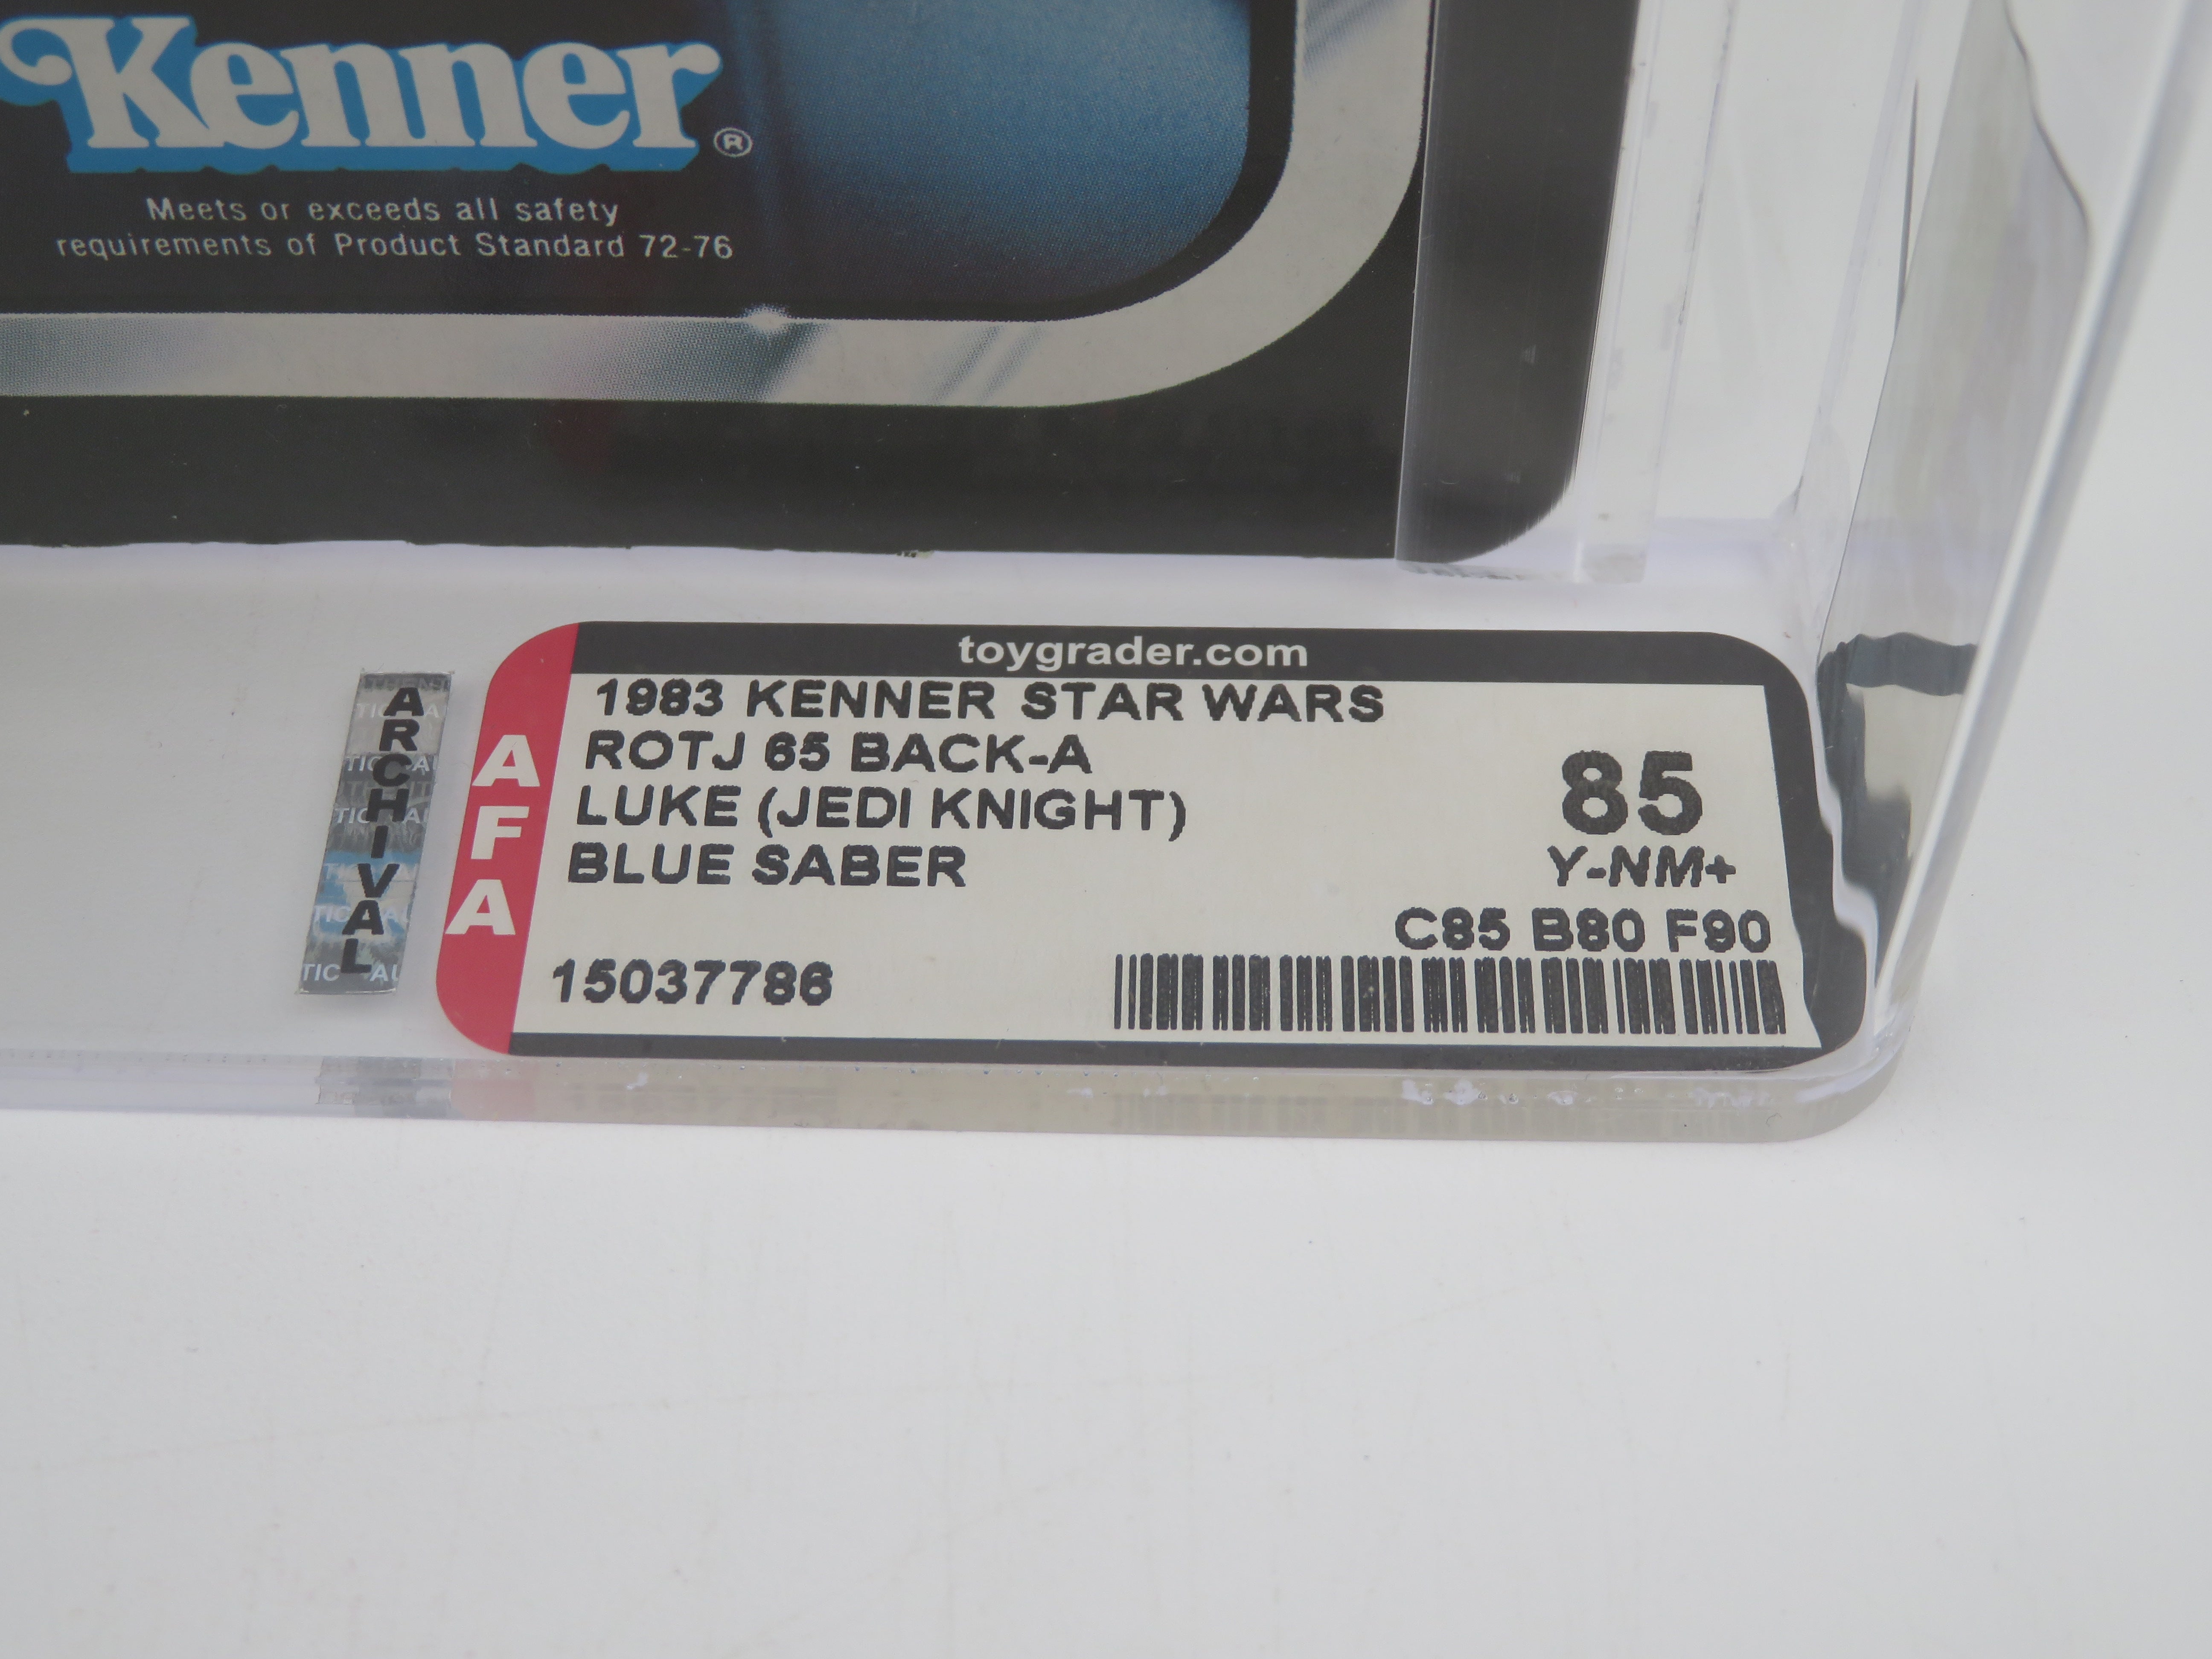 Kenner®
Meets or exceeds all safety
requirements of Product Standard 72-76
ARCHIVAL
AFA
toygrader.com
1983 KENNER STAR WARS
ROTJ 65 BACK-A
LUKE (JEDI KNIGHT)
BLUE SABER
85
Y-NM+
C85 B80 F90
15037786